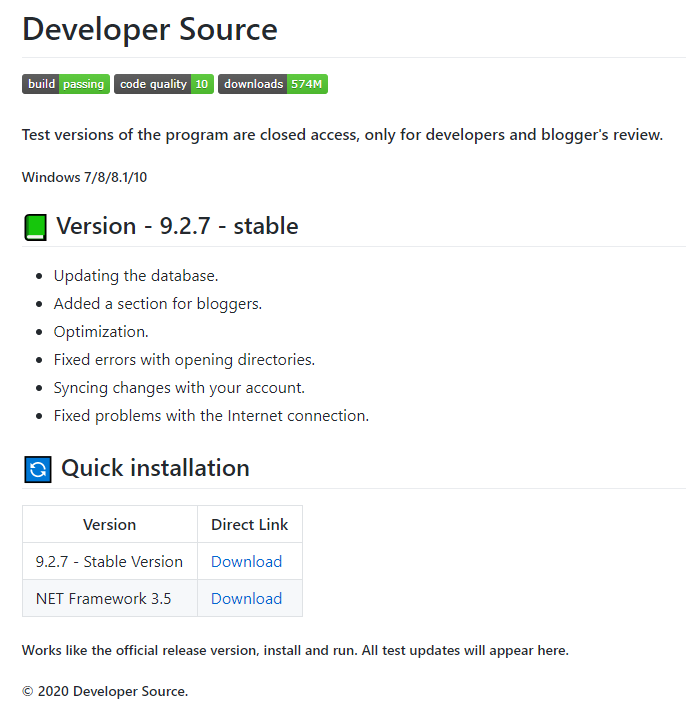 Developer Source
build passing code quality 10 downloads 574M
Test versions of the program are closed access, only for developers and blogger's review.
Windows 7/8/8.1/10
Version - 9.2.7 - stable
Updating the database.
Added a section for bloggers.
Optimization.
Fixed errors with opening directories.
Syncing changes with your account.
Fixed problems with the Internet connection.
Quick installation
Version Direct Link
9.2.7 - Stable Version Download
NET Framework 3.5 Download
Works like the official release version, install and run. All test updates will appear here.
© 2020 Developer Source.